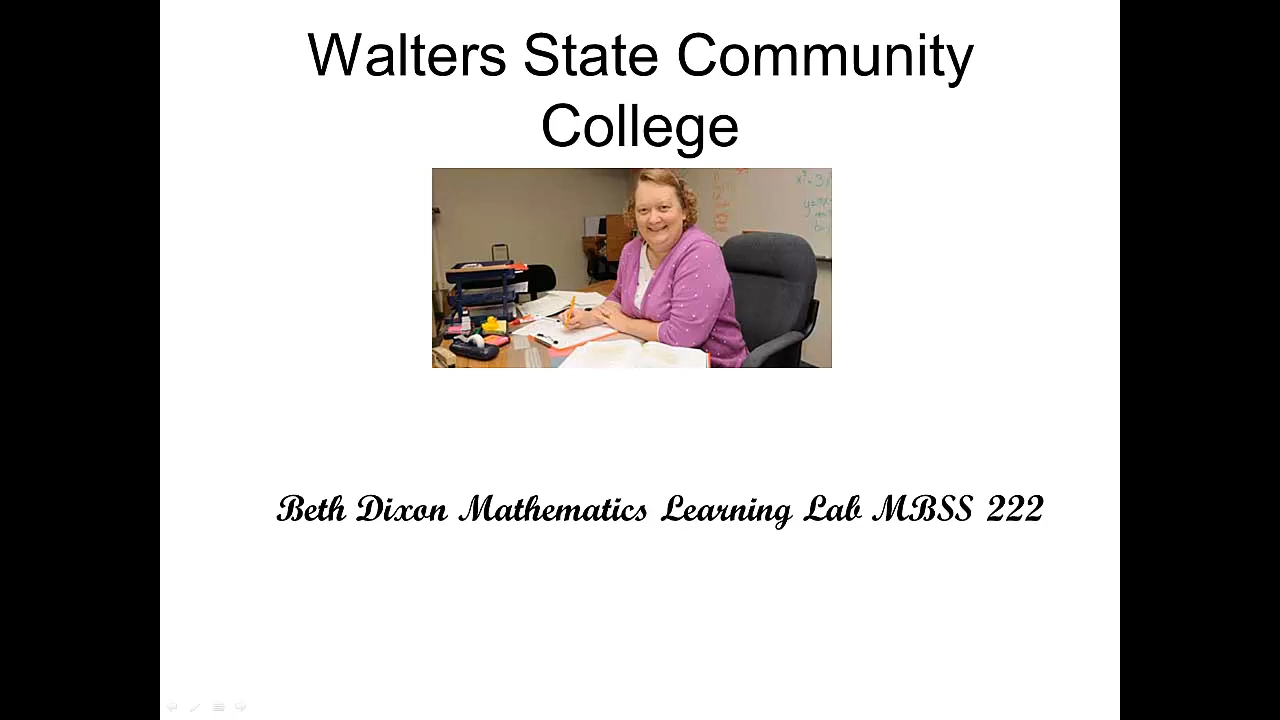 Walters State Community
College
Beth Dixon Mathematics Learning Lab MBSS 222